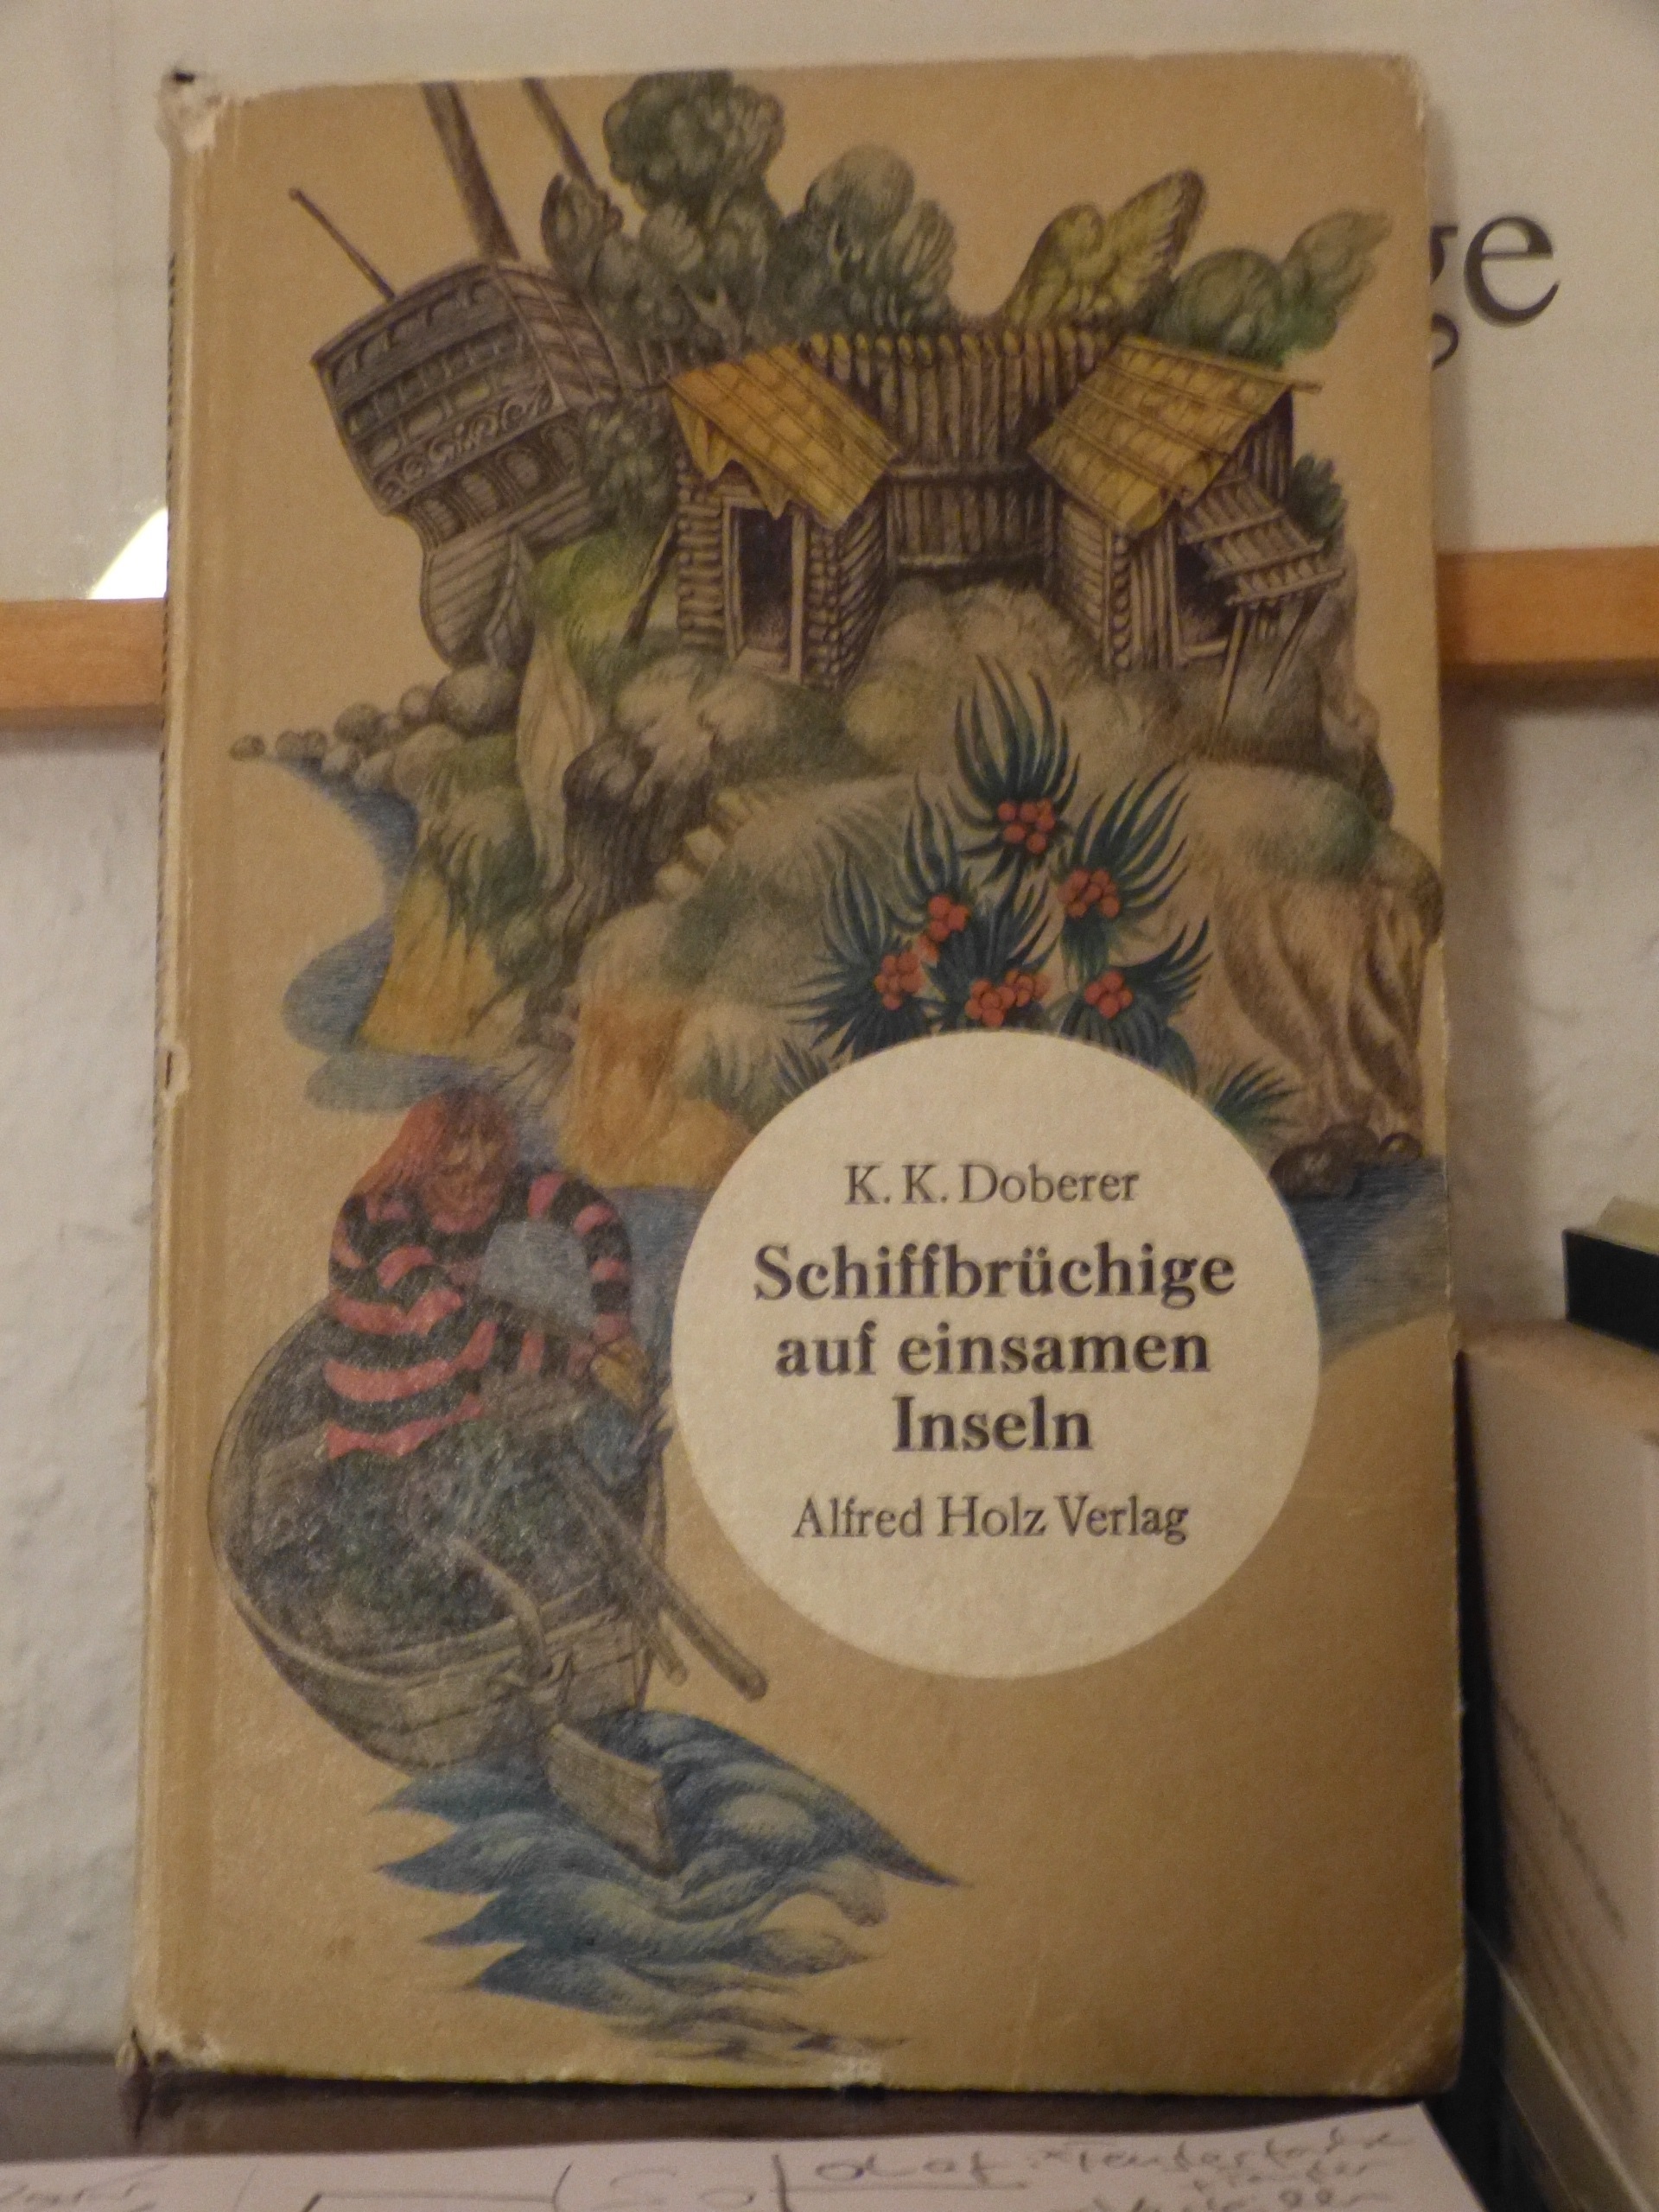 ge
K. K. Doberer
Schiffbrüchige
auf einsamen
Inseln
Alfred Holz Verlag